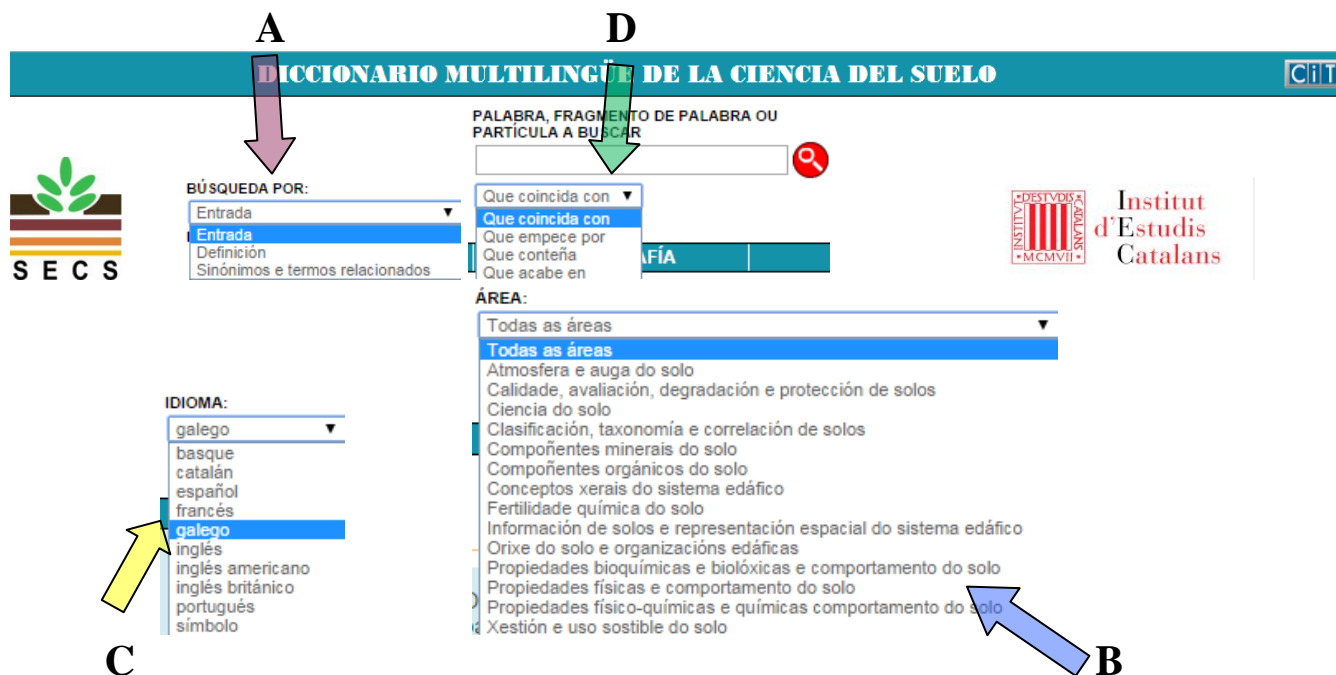 A
D
DICCIONARIO MULTILINGÜE DE LA CIENCIA DEL SUELO
CiT
PALABRA, FRAGMENTO DE PALABRA OU
PARTÍCULA A BUSCAR
BÚSQUEDA POR:
Entrada
Entrada
Definición
Sinónimos e termos relacionados
Que coincida con
Que coincida con
Que empece por
Que conteña
Que acabe en
AFÍA
SECS
INSTITUT
D'ESTVDIS
CATALANS
MCMVII
Institut
d'Estudis
Catalans
ÁREA:
Todas as áreas
Todas as áreas
Atmosfera e auga do solo
Calidade, avaliación, degradación e protección de solos
Ciencia do solo
Clasificación, taxonomía e correlación de solos
Compoñentes minerais do solo
Compoñentes orgánicos do solo
Conceptos xerais do sistema edáfico
Fertilidade química do solo
Información de solos e representación espacial do sistema edáfico
Orixe do solo e organizacións edáficas
Propiedades bioquímicas e biolóxicas e comportamento do solo
Propiedades físicas e comportamento do solo
Propiedades físico-químicas e químicas comportamento do solo
Xestión e uso sostible do solo
IDIOMA:
galego
basque
catalán
español
francés
galego
inglés
inglés americano
inglés británico
portugués
símbolo
C
B